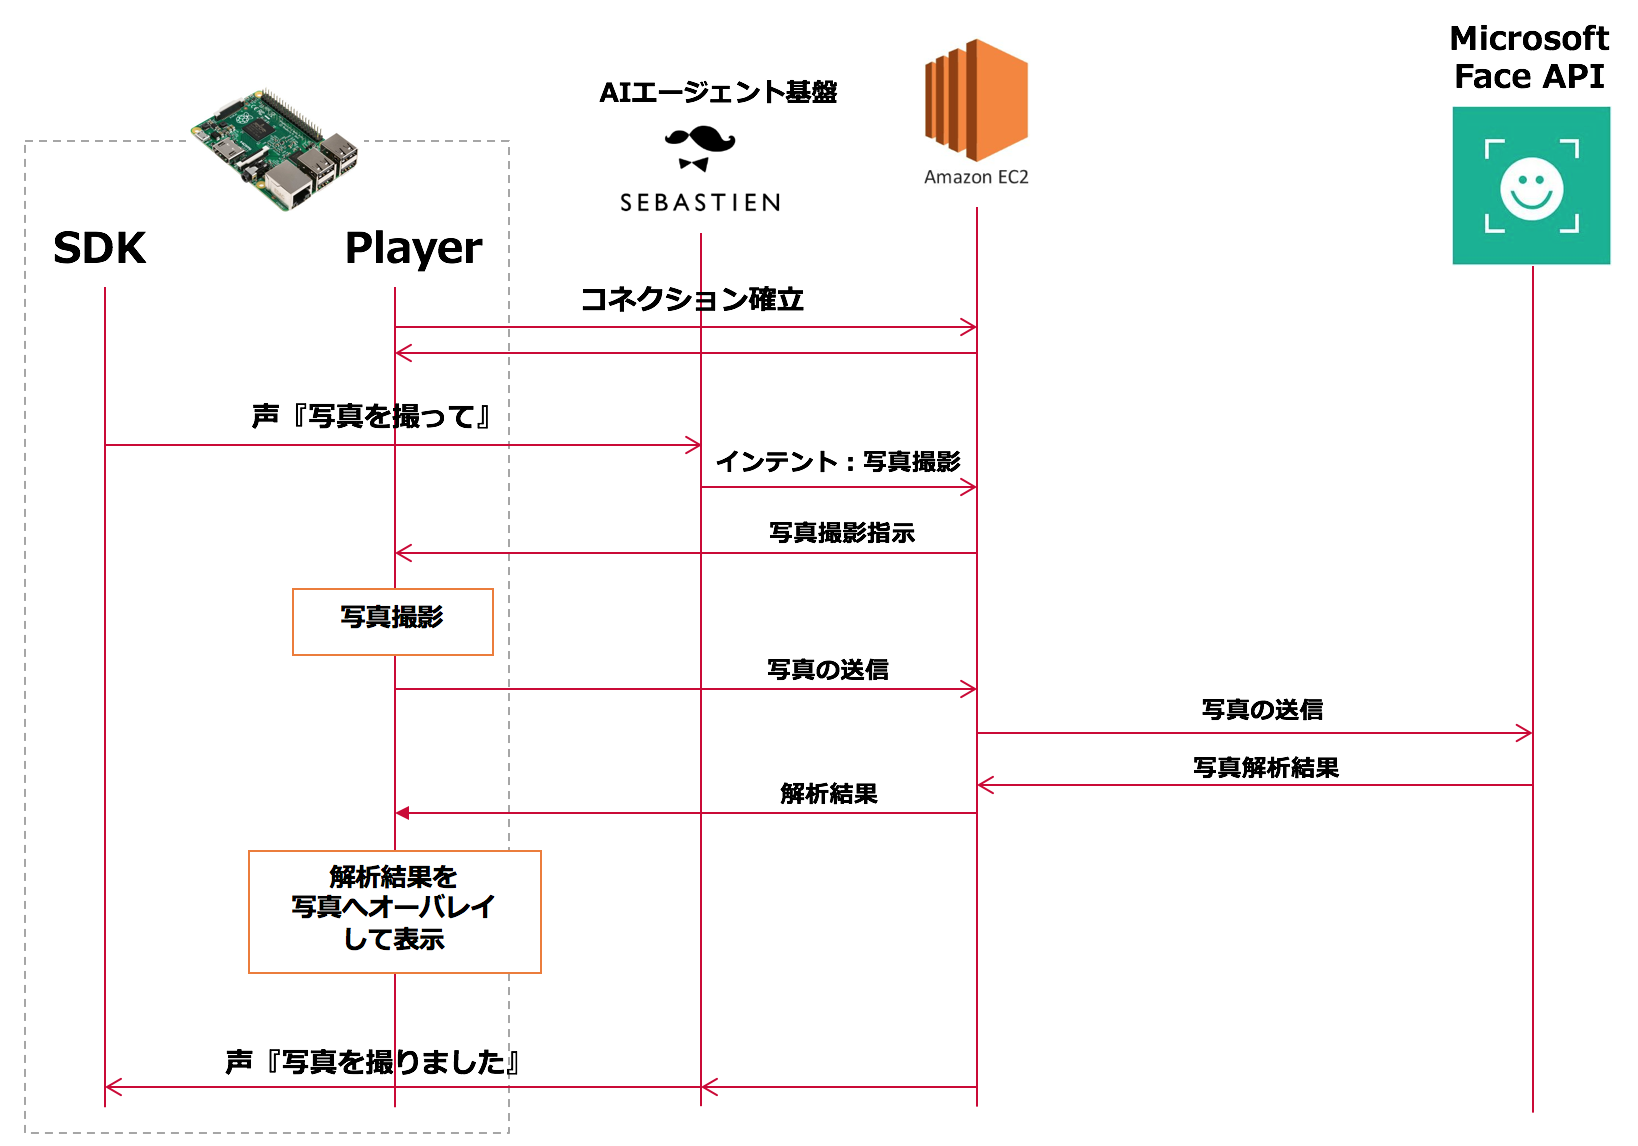 Microsoft
Face API
AIエージェント基盤
SEBASTIEN
Amazon EC2
SDK
Player
コネクション確立
声『写真を撮って』
インテント：写真撮影
写真撮影指示
写真撮影
写真の送信
写真の送信
写真解析結果
解析結果
解析結果を
写真へオーバレイ
して表示
声『写真を撮りました』